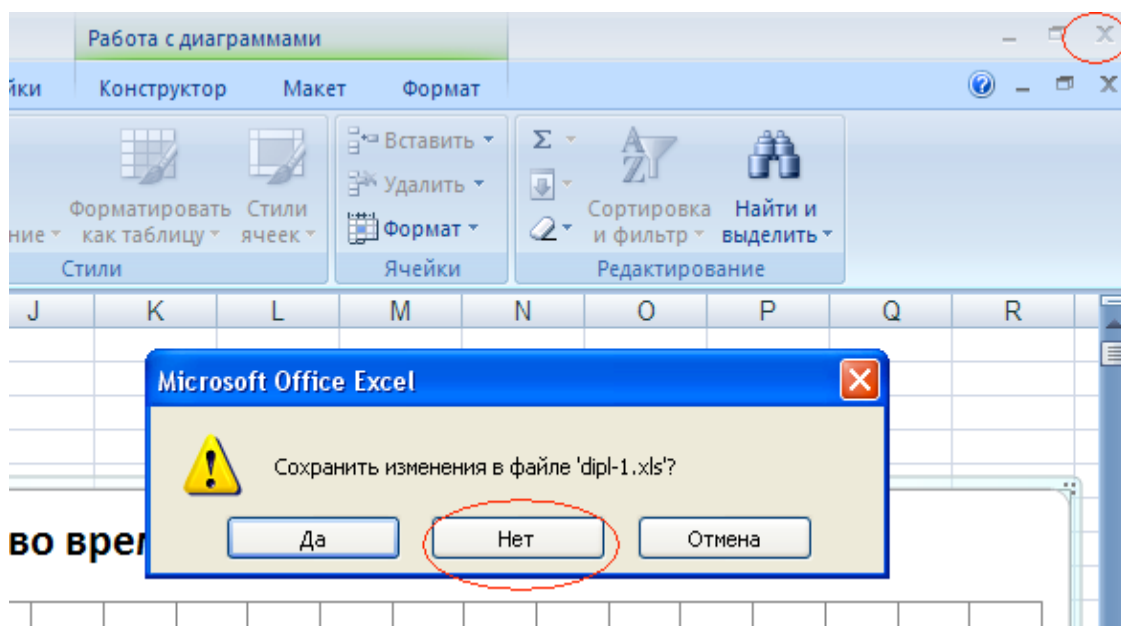 Работа с диаграммами
йки Конструктор Макет Формат
Вставить Σ
Удалить
Форматировать Стили Сортировка Найти и
ние как таблицу ячеек Формат и фильтр выделить
Стили Ячейки Редактирование
J K L M N O P Q R
Microsoft Office Excel
Сохранить изменения в файле 'dipl-1.xls'?
Да Нет Отмена
во врем